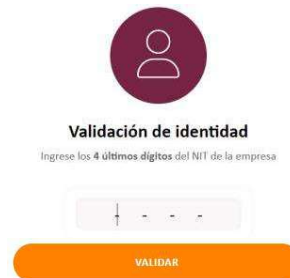 Validación de identidad
Ingrese los 4 últimos dígitos del NIT de la empresa
- - - -
VALIDAR